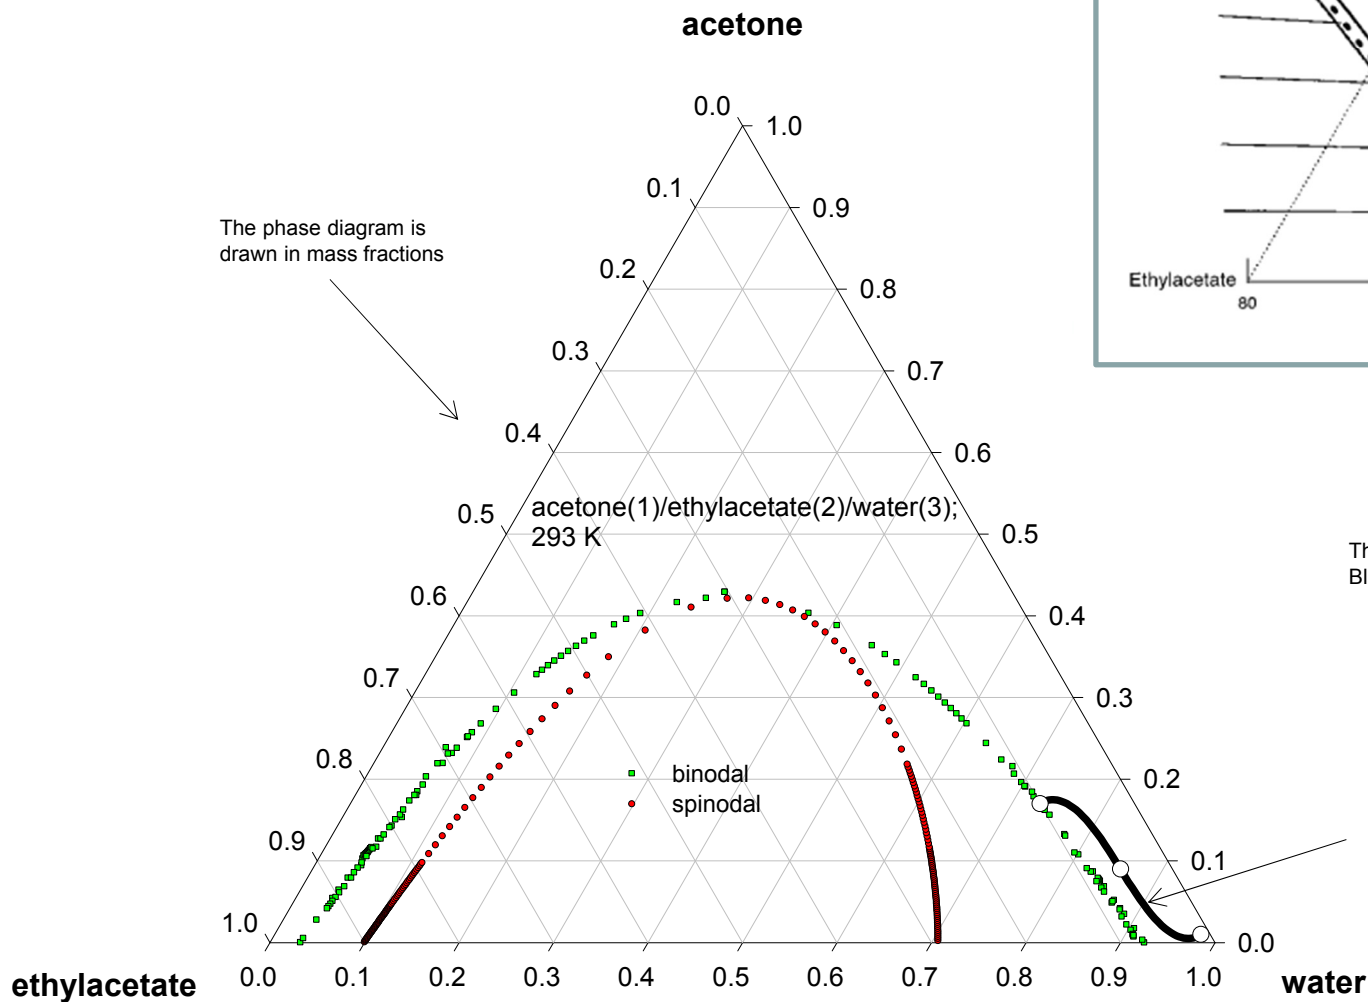 acetone
0.0
1.0
0.1
0.9
The phase diagram is
drawn in mass fractions
0.2
0.8
Ethylacetate
80
0.3
0.7
0.4
0.6
acetone(1)/ethylacetate(2)/water(3);
293 K
0.5
0.5
0.6
0.4
0.7
0.3
0.8
0.2
binodal
spinodal
0.9
0.1
1.0
0.0
ethylacetate
0.0 0.1 0.2 0.3 0.4 0.5 0.6 0.7 0.8 0.9 1.0
water